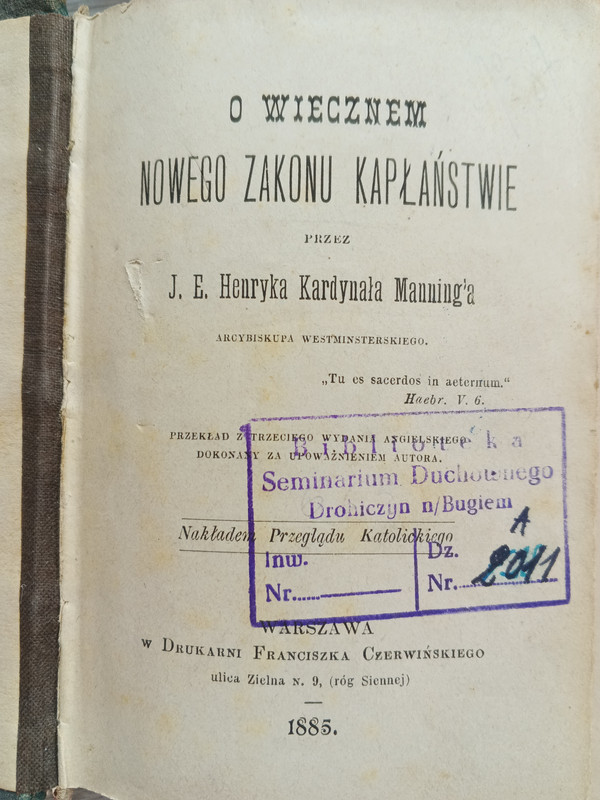 O WIECZNEM
NOWEGO ZAKONU KAPŁAŃSTWIE
PRZEZ
J. E. Henryka Kardynała Manning'a
ARCYBISKUPA WESTMINSTERSKIEGO.
„Tu es sacerdos in aeternum.“
Haebr. V. 6.
PRZEKŁAD Z TRZECIEGO WYDANIA ANGIELSKIEGO
DOKONANY ZA UPOWAŻNIENIEM AUTORA.
Biblioteka
Seminarium Duchownego
Drohiczyn n/Bugiem
Nakładem Przeglądu Katolickiego
A
Inw. Dz.
Nr...... Nr. 2011
WARSZAWA
W DRUKARNI FRANCISZKA CZERWIŃSKIEGO
ulica Zielna N. 9, (róg Siennej)
1885.